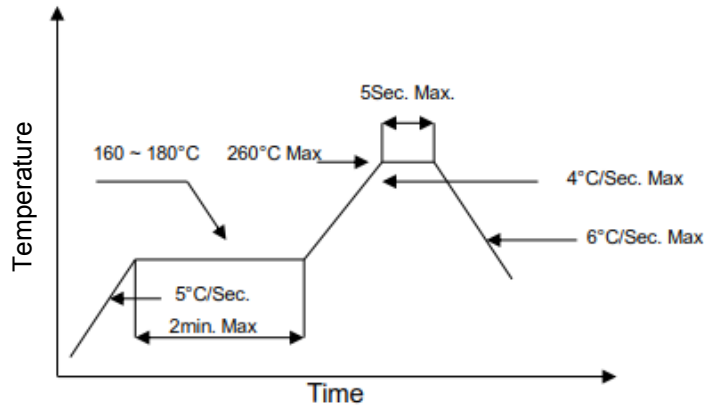 5Sec. Max.
160 ~ 180°C
260°C Max
4°C/Sec. Max
6°C/Sec. Max
5°C/Sec.
2min. Max
Temperature
Time